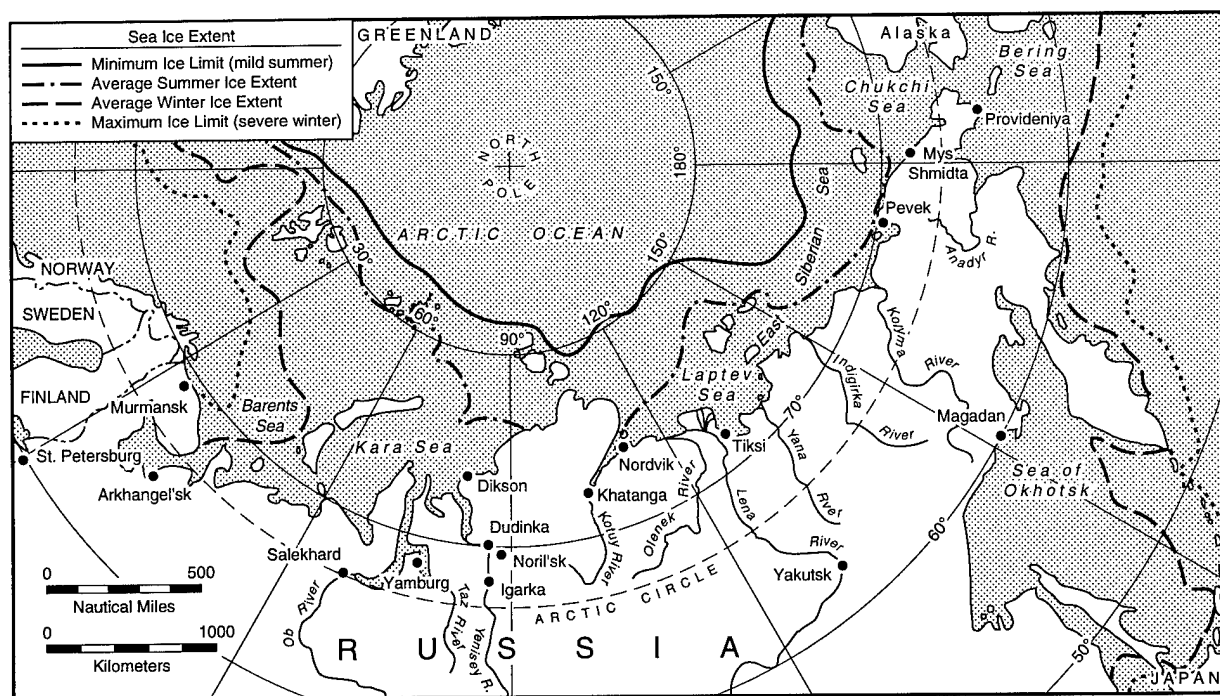 Sea Ice Extent
Minimum Ice Limit (mild summer)
Average Summer Ice Extent
Average Winter Ice Extent
Maximum Ice Limit (severe winter)
GREENLAND
Alaska
Bering
Sea
Chukchi
Sea
Provideniya
Mys
Shmidta
150°
180°
NORTH
POLE
Pevek
Anadyr R.
East
Siberian
Sea
ARCTIC OCEAN
30°
60°
90°
120°
150°
NORWAY
SWEDEN
FINLAND
Murmansk
St. Petersburg
Arkhangel'sk
Barents
Sea
Kara Sea
Laptev
Sea
Kolyma
River
Indigirka
River
Magadan
Sea of
Okhotsk
70°
60°
50°
Dikson
Nordvik
Tiksi
Yana
River
Khatanga
Dudinka
Noril'sk
Igarka
Kotuy River
Olenek
River
Lena
River
Yakutsk
Salekhard
Yamburg
Ob River
Taz River
Yenisey R.
ARCTIC CIRCLE
RUSSIA
JAPAN
0 500
Nautical Miles
0 1000
Kilometers